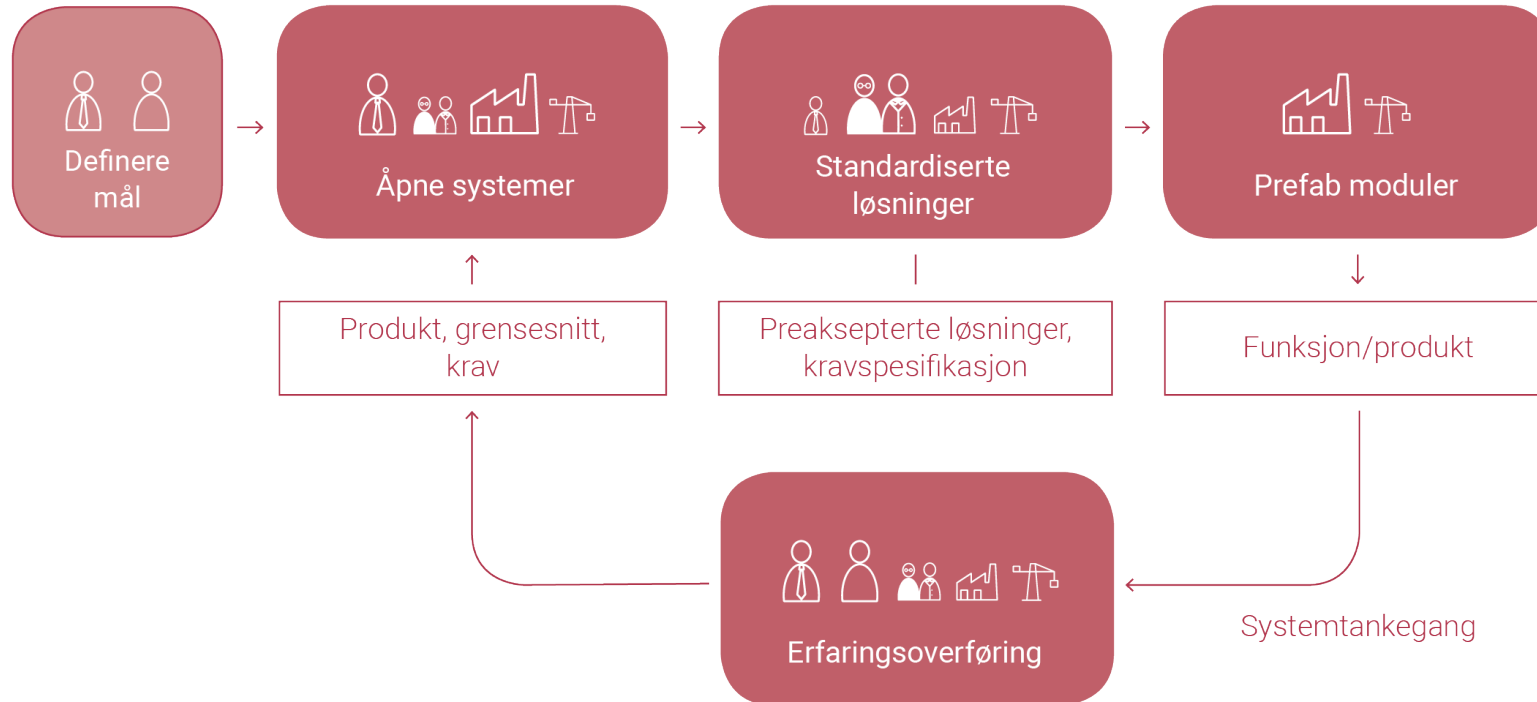 Definere
mål
Åpne systemer
Standardiserte
løsninger
Prefab moduler
Produkt, grensesnitt,
krav
Preaksepterte løsninger,
kravspesifikasjon
Funksjon/produkt
Erfaringsoverføring
Systemtankegang